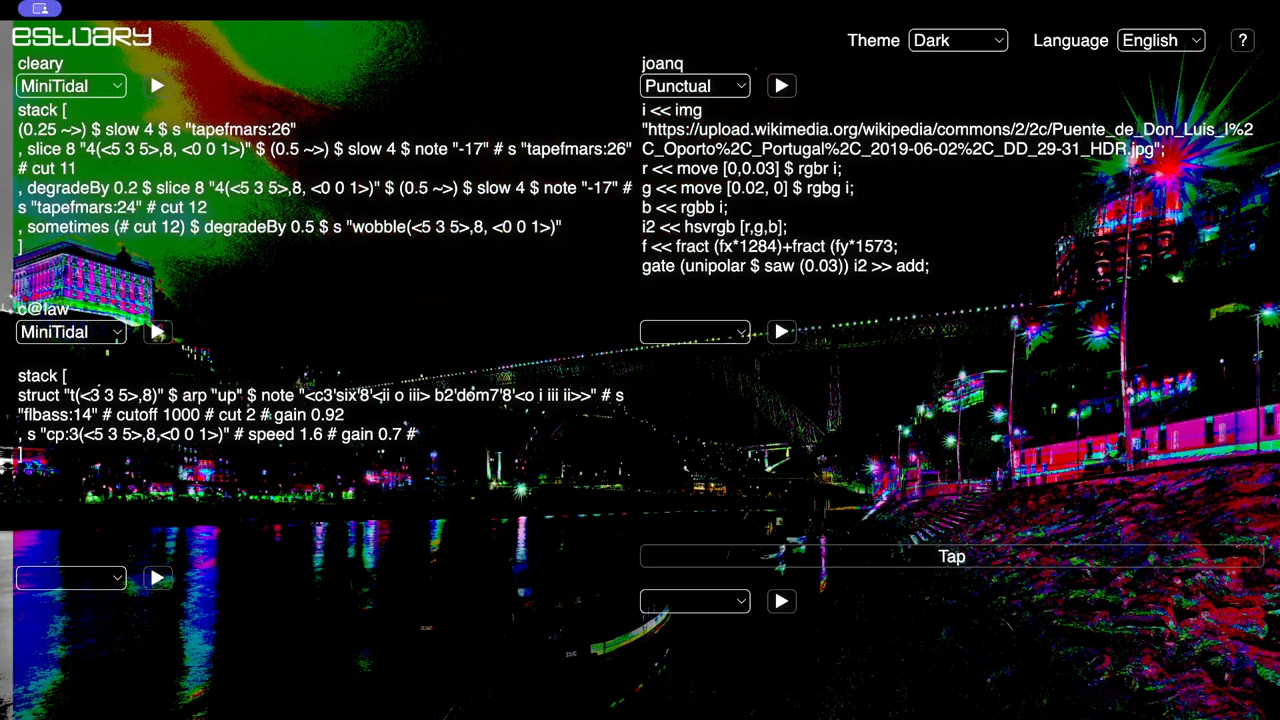 estuary
Theme Dark Language English ?
cleary
MiniTidal
stack [
(0.25 ~>) $ slow 4 $ s "tapefmars:26"
, slice 8 "4(<5 3 5>,8, <0 0 1>)" $ (0.5 ~>) $ slow 4 $ note "-17" # s "tapefmars:26"
# cut 11
, degradeBy 0.2 $ slice 8 "4(<5 3 5>,8, <0 0 1>)" $ (0.5 ~>) $ slow 4 $ note "-17" #
s "tapefmars:24" # cut 12
, sometimes (# cut 12) $ degradeBy 0.5 $ s "wobble(<5 3 5>,8, <0 0 1>)"
]
joanq
Punctual
i << img
"https://upload.wikimedia.org/wikipedia/commons/2/2c/Puente_de_Don_Luis_I%2
C_Oporto%2C_Portugal%2C_2019-06-02%2C_DD_29-31_HDR.jpg";
r << move [0,0.03] $ rgbr i;
g << move [0.02, 0] $ rgbg i;
b << rgbb i;
i2 << hsvrgb [r,g,b];
f << fract (fx*1284)+fract (fy*1573;
gate (unipolar $ saw (0.03)) i2 >> add;
c@law
MiniTidal
stack [
struct "t(<3 3 5>,8)" $ arp "up" $ note "<c3'six'8'<ii o iii> b2'dom7'8'<o i iii ii>>" # s
"flbass:14" # cutoff 1000 # cut 2 # gain 0.92
, s "cp:3(<5 3 5>,8,<0 0 1>)" # speed 1.6 # gain 0.7 #
]
Tap